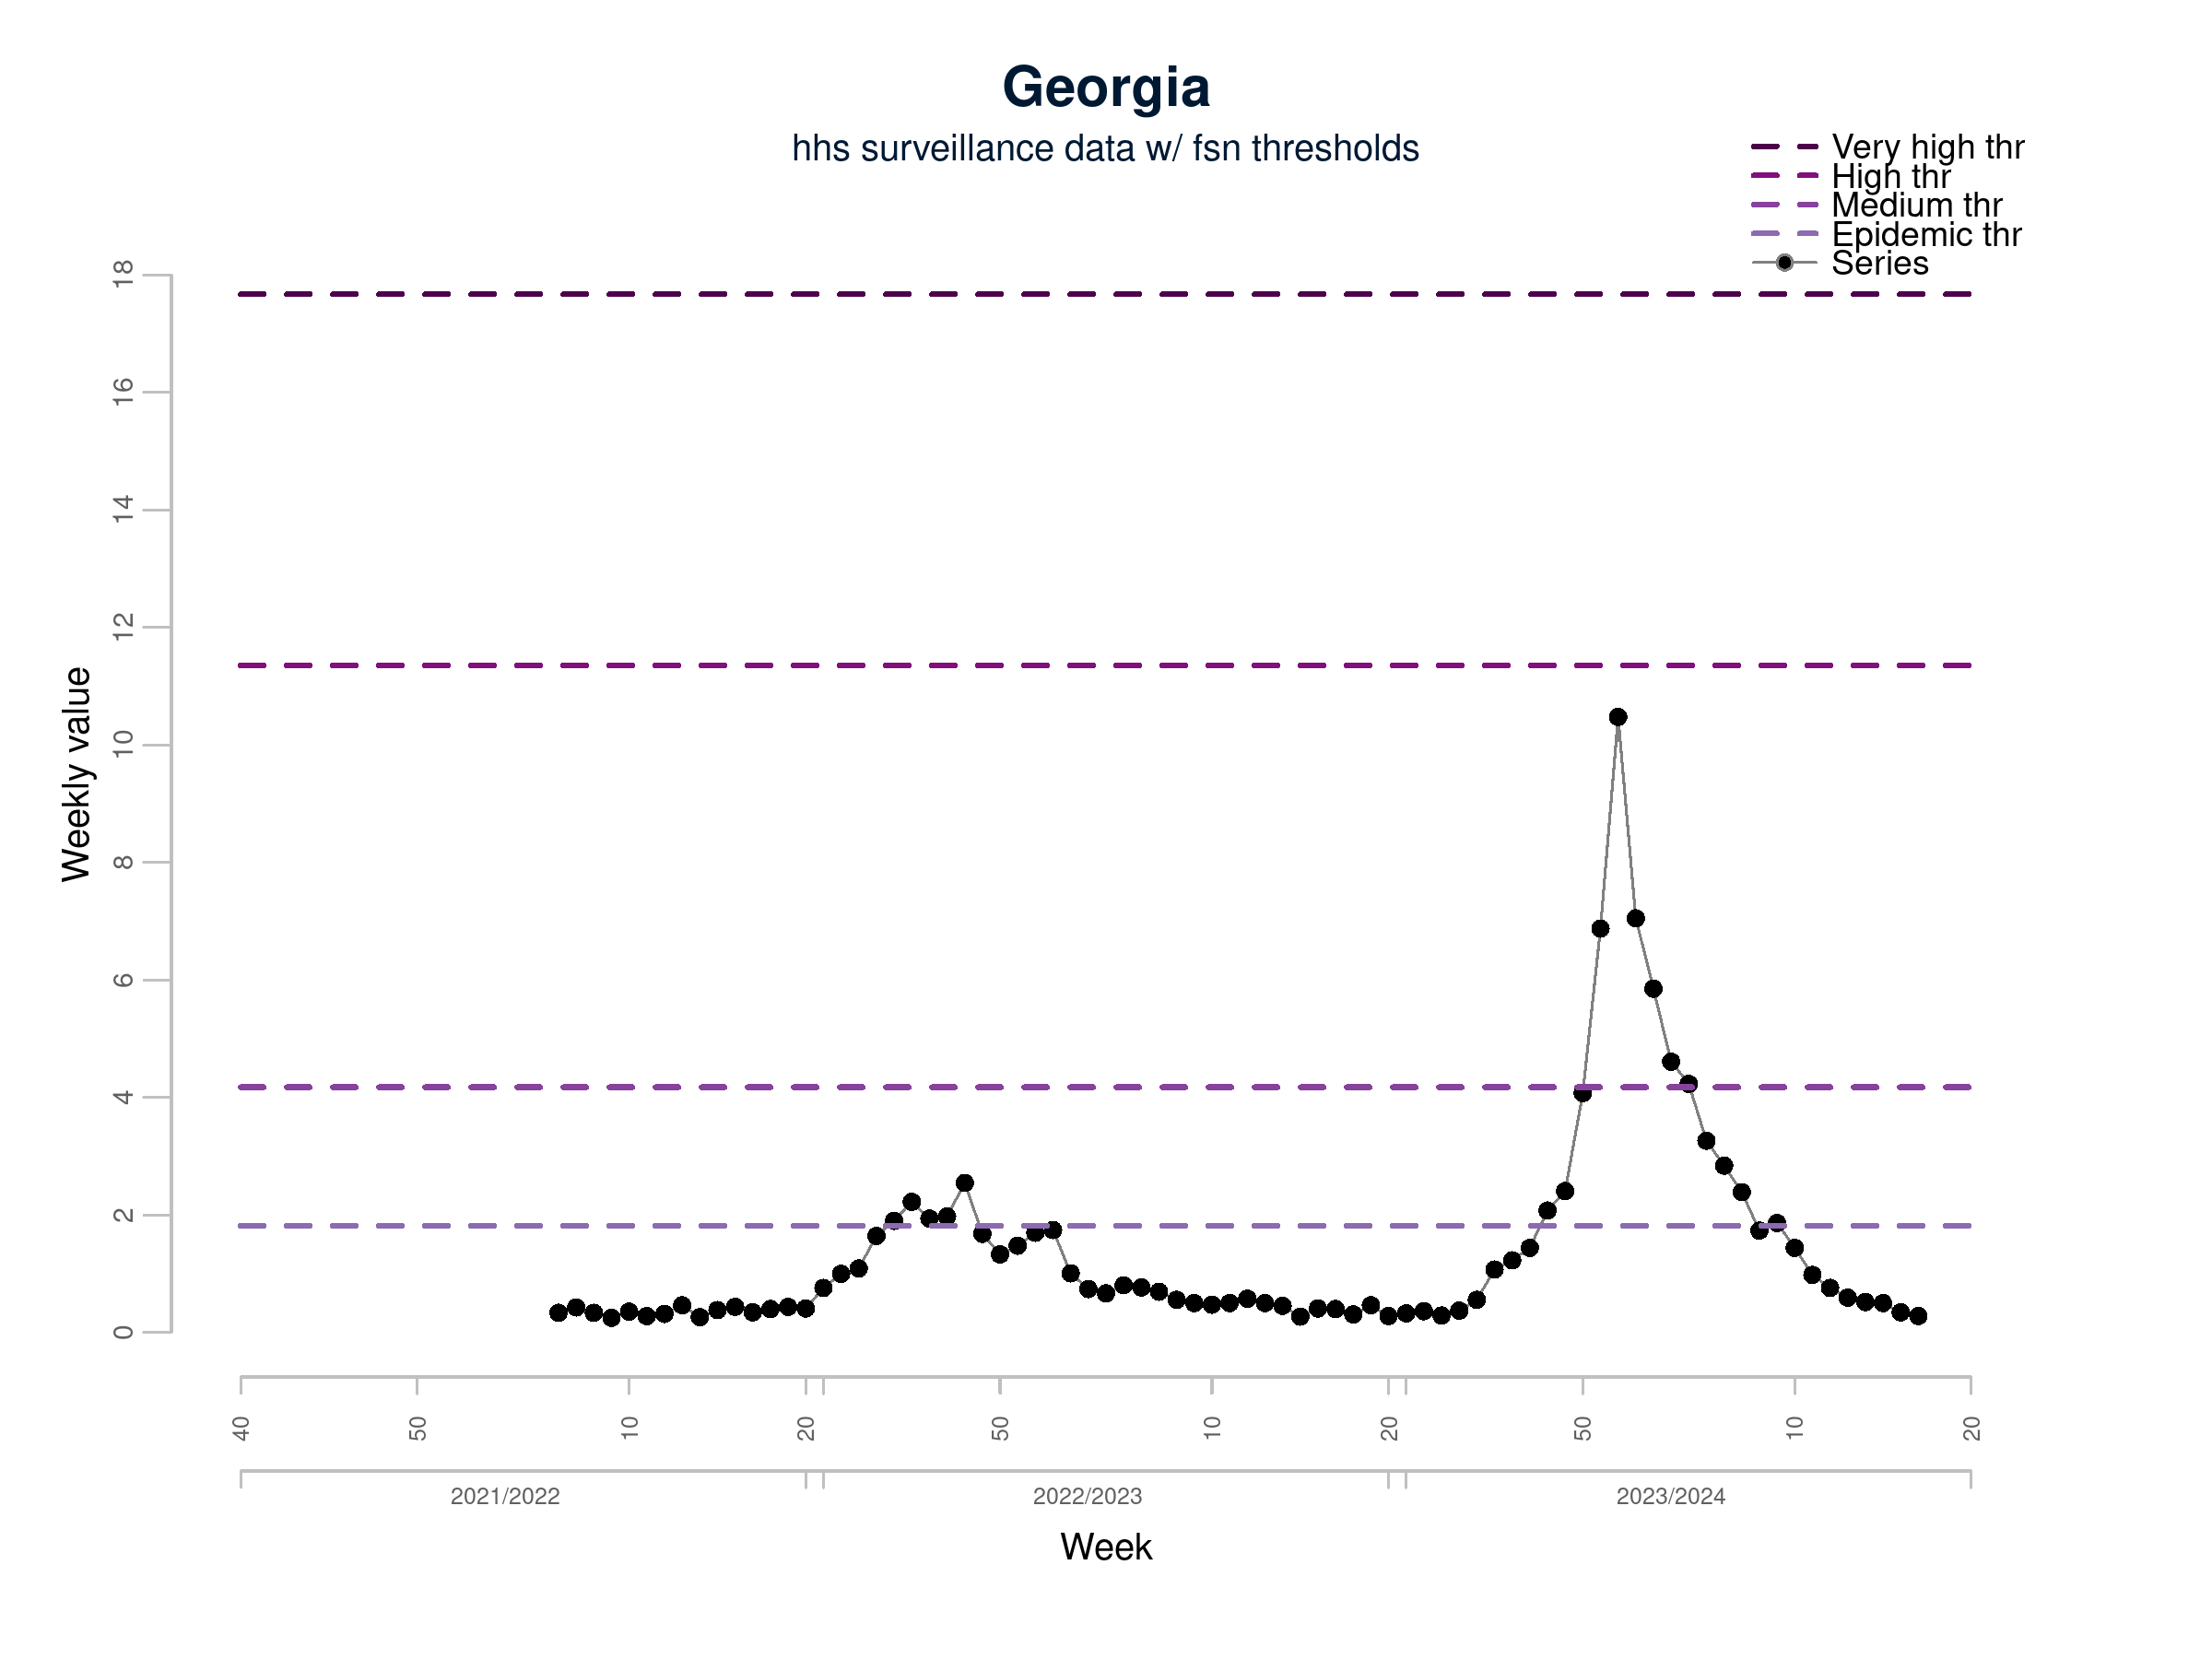 Georgia
hhs surveillance data w/ fsn thresholds
Very high thr
High thr
Medium thr
Epidemic thr
Series
18
16
14
12
10
8
6
4
2
0
Weekly value
40 50 10 20 50 10 20 50 10 20
2021/2022 2022/2023 2023/2024
Week